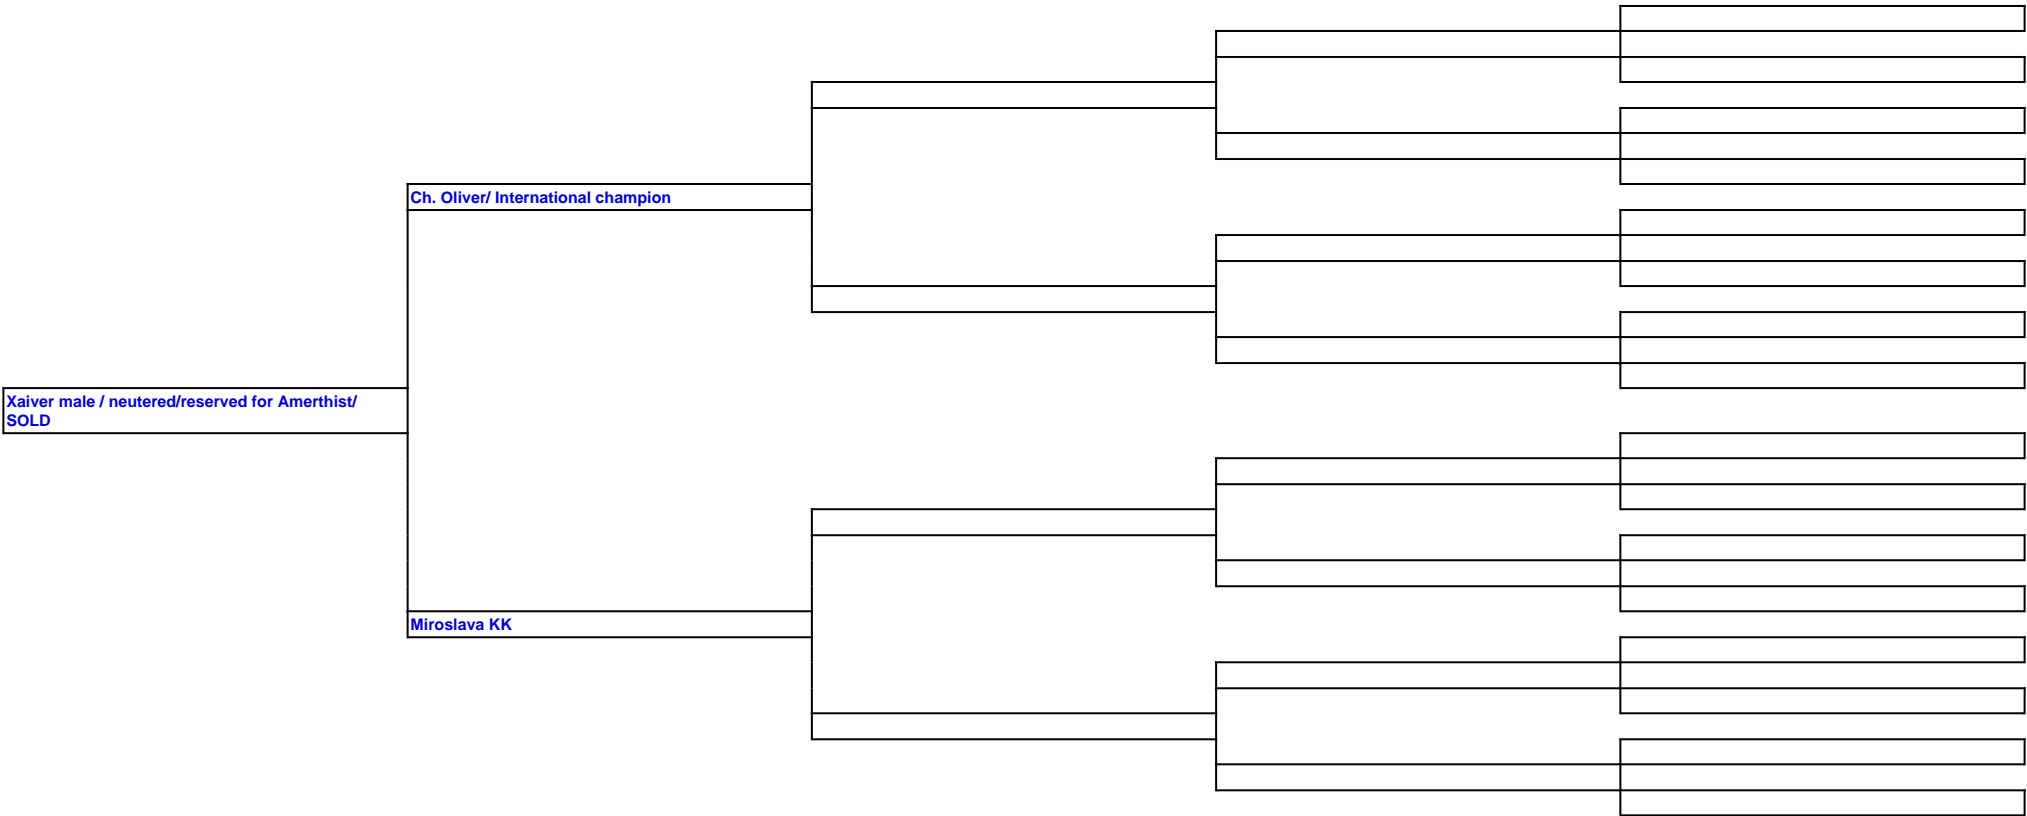 Ch. Oliver/ International champion
Xaiver male / neutered/reserved for Amerthist/
SOLD
Miroslava KK